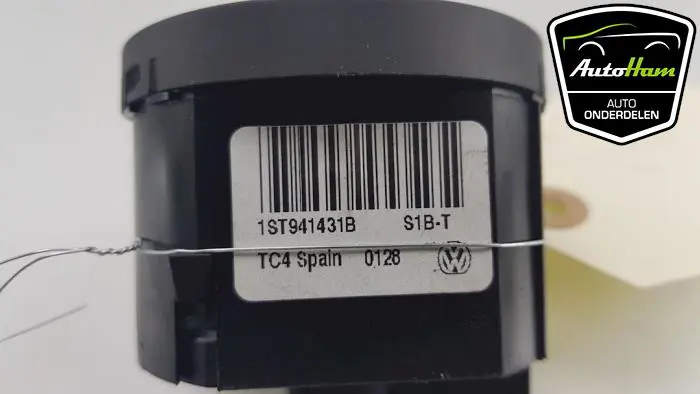 AutoHam
AUTO
ONDERDELEN
1ST941431B S1B-T
TC4 Spain 0128